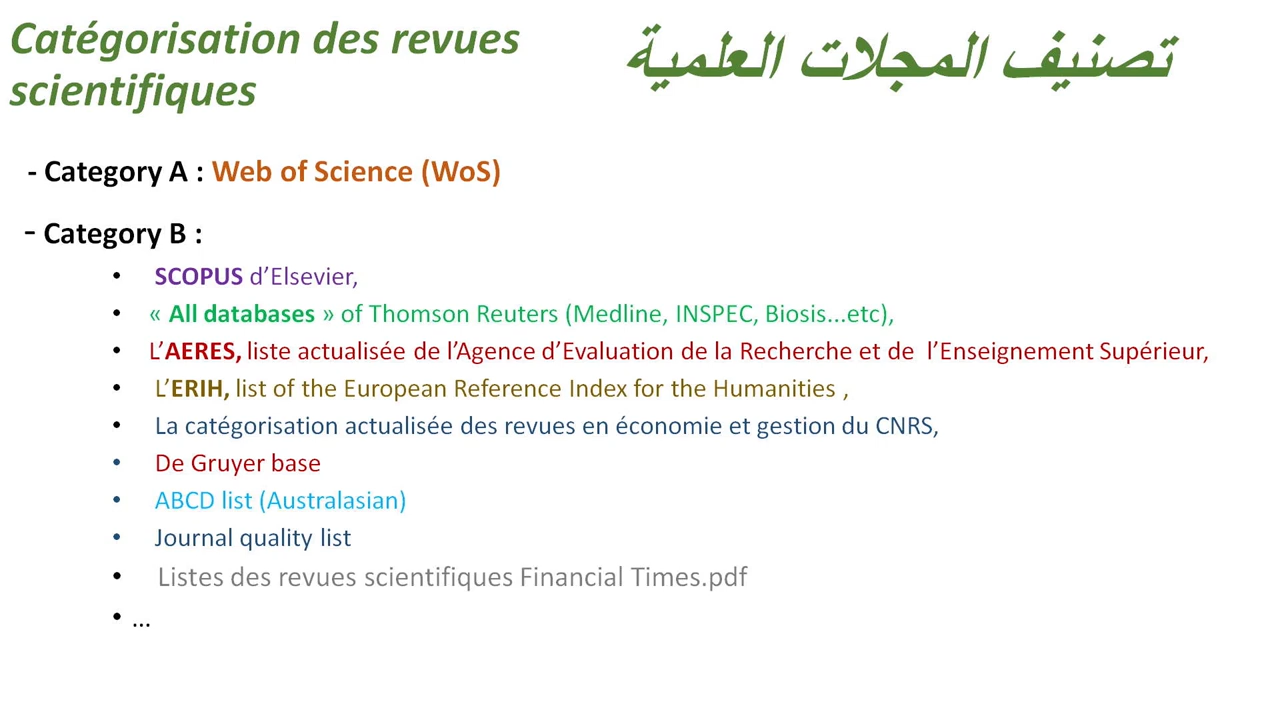 Catégorisation des revues
scientifiques
تصنيف المجلات العلمية
- Category A : Web of Science (WoS)
- Category B :
• SCOPUS d’Elsevier,
• « All databases » of Thomson Reuters (Medline, INSPEC, Biosis...etc),
• L’AERES, liste actualisée de l’Agence d’Evaluation de la Recherche et de l’Enseignement Supérieur,
• L’ERIH, list of the European Reference Index for the Humanities ,
• La catégorisation actualisée des revues en économie et gestion du CNRS,
• De Gruyer base
• ABCD list (Australasian)
• Journal quality list
• Listes des revues scientifiques Financial Times.pdf
• ...